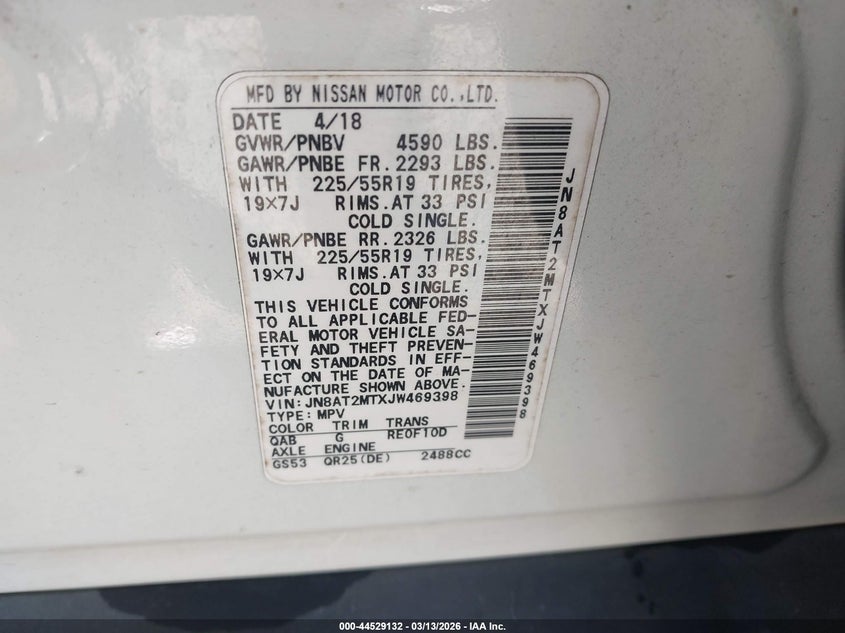 MFD BY NISSAN MOTOR CO.,LTD.
DATE 4/18
GVWR/PNBV 4590 LBS.
GAWR/PNBE FR. 2293 LBS.
WITH 225/55R19 TIRES,
19×7J RIMS.AT 33 PSI
COLD SINGLE.
GAWR/PNBE RR. 2326 LBS.
WITH 225/55R19 TIRES,
19×7J RIMS.AT 33 PSI
COLD SINGLE.
THIS VEHICLE CONFORMS
TO ALL APPLICABLE FED-
ERAL MOTOR VEHICLE SA-
FETY AND THEFT PREVEN-
TION STANDARDS IN EFF-
ECT ON THE DATE OF MA-
NUFACTURE SHOWN ABOVE.
VIN:JN8AT2MTXJW469398
TYPE:MPV
COLOR TRIM TRANS
QAB G RE0F10D
AXLE ENGINE
GS53 QR25(DE) 2488CC
JN8AT2MTXJW469398
000-44529132 - 03/13/2026 - IAA Inc.